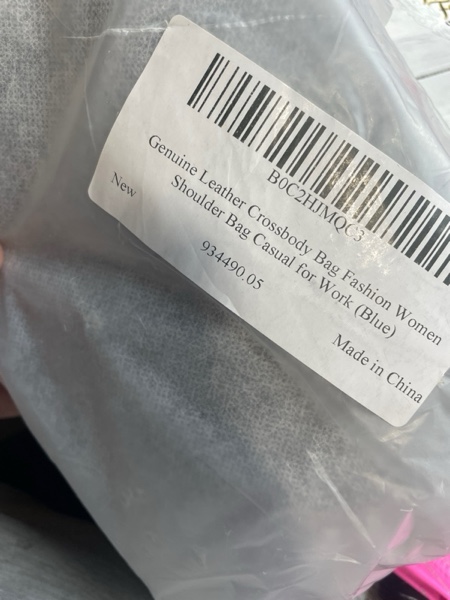 B0C2HJMQC3
Genuine Leather Crossbody Bag Fashion Women
Shoulder Bag Casual for Work (Blue)
New
934490.05
Made in China